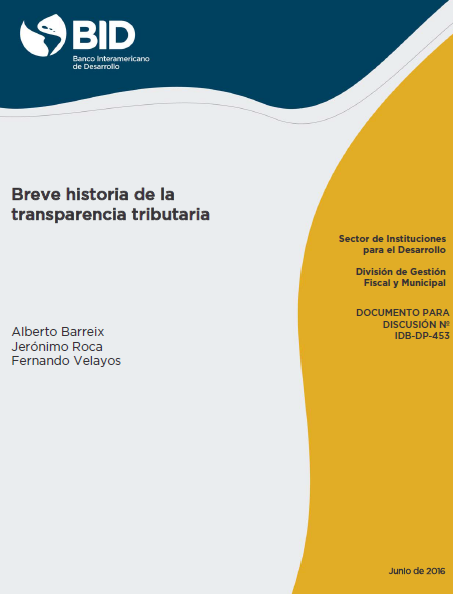 BID
Banco Interamericano
de Desarrollo
Breve historia de la
transparencia tributaria
Sector de Instituciones
para el Desarrollo
División de Gestión
Fiscal y Municipal
DOCUMENTO PARA
DISCUSIÓN Nº
IDB-DP-453
Alberto Barreix
Jerónimo Roca
Fernando Velayos
Junio de 2016